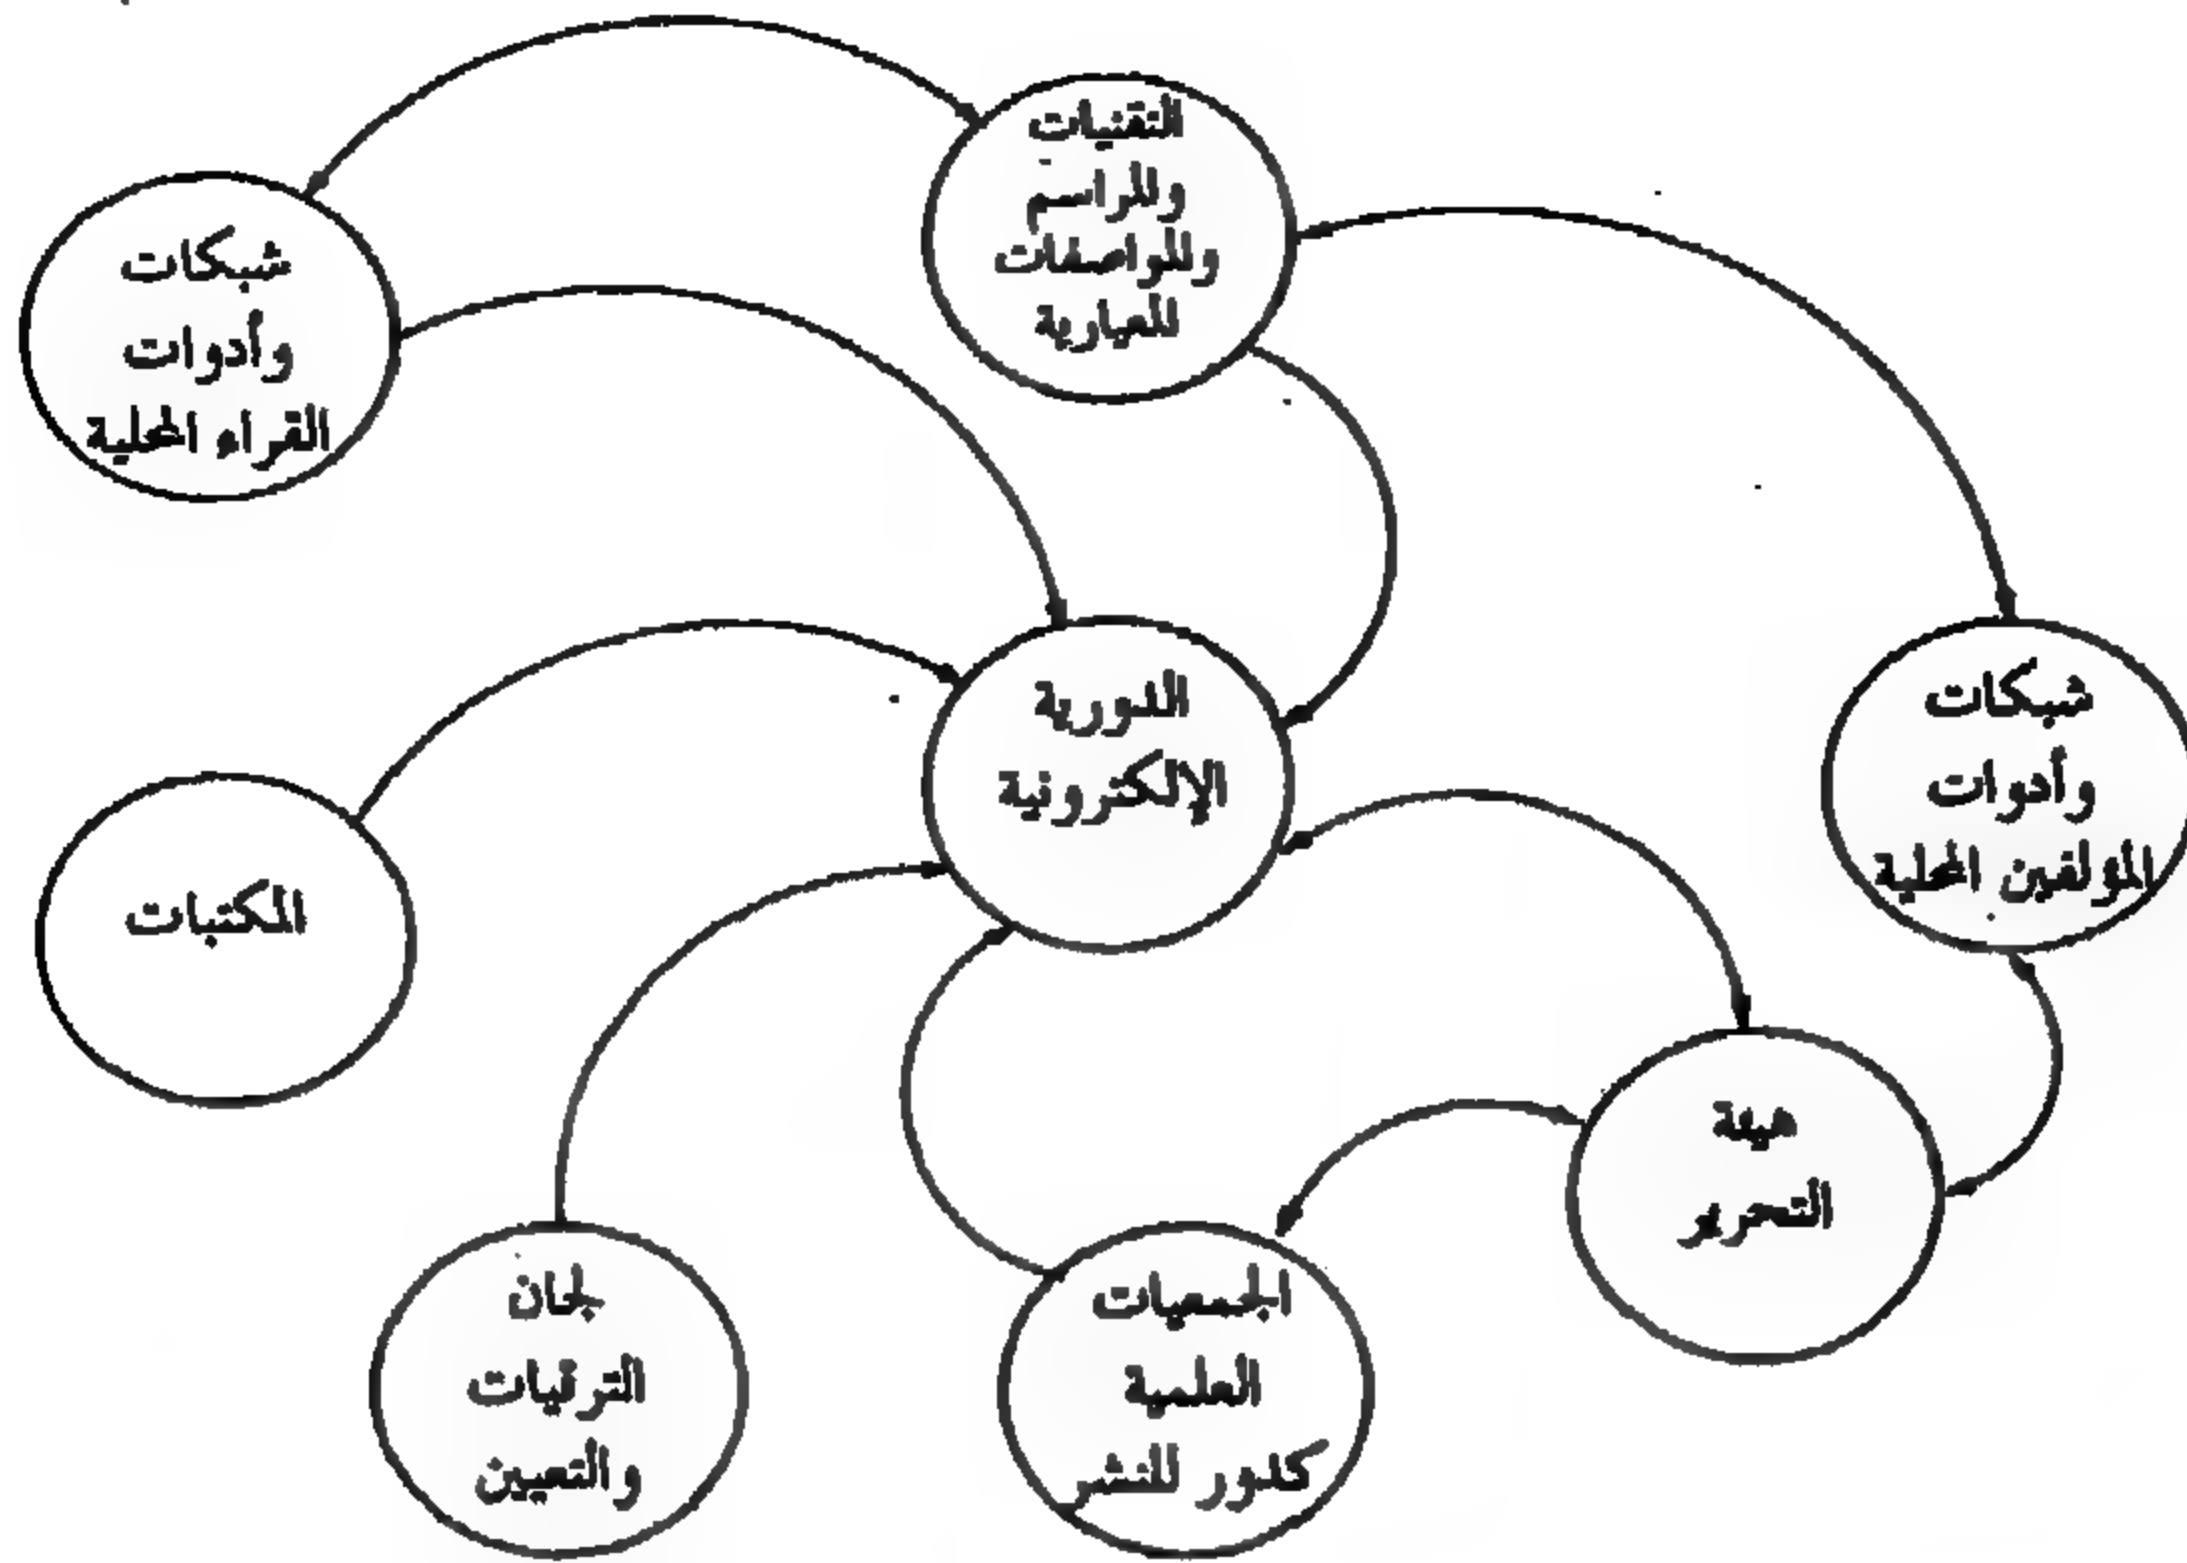 التقنيات
والمراسم
والمواصفات
المعيارية
شبكات
وأدوات
القراء المحلية
الدورية
الإلكترونية
شبكات
وأدوات
المؤلفين المحلية
المكتبات
هيئة
التحرير
لجان
الترقيات
والتعيين
الجمعيات
العلمية
كدور للنشر